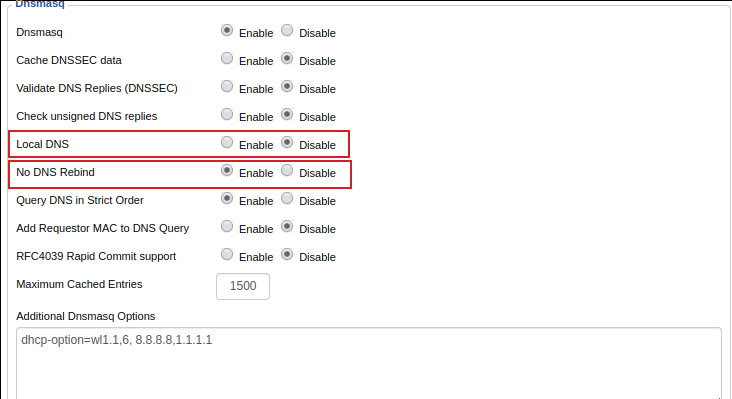 Dnsmasq
Dnsmasq Enable Disable
Cache DNSSEC data Enable Disable
Validate DNS Replies (DNSSEC) Enable Disable
Check unsigned DNS replies Enable Disable
Local DNS Enable Disable
No DNS Rebind Enable Disable
Query DNS in Strict Order Enable Disable
Add Requestor MAC to DNS Query Enable Disable
RFC4039 Rapid Commit support Enable Disable
Maximum Cached Entries 1500
Additional Dnsmasq Options
dhcp-option=wl1.1,6, 8.8.8.8,1.1.1.1